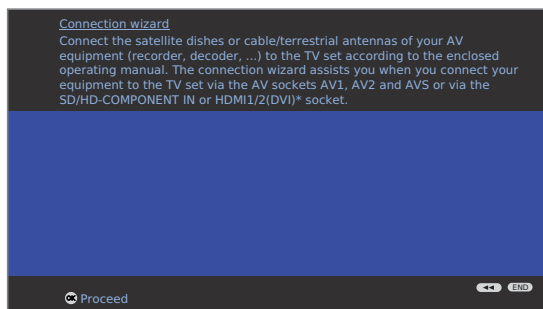 Connection wizard
Connect the satellite dishes or cable/terrestrial antennas of your AV
equipment (recorder, decoder, ...) to the TV set according to the enclosed
operating manual. The connection wizard assists you when you connect your
equipment to the TV set via the AV sockets AV1, AV2 and AVS or via the
SD/HD-COMPONENT IN or HDMI1/2(DVI)* socket.
END
OK Proceed